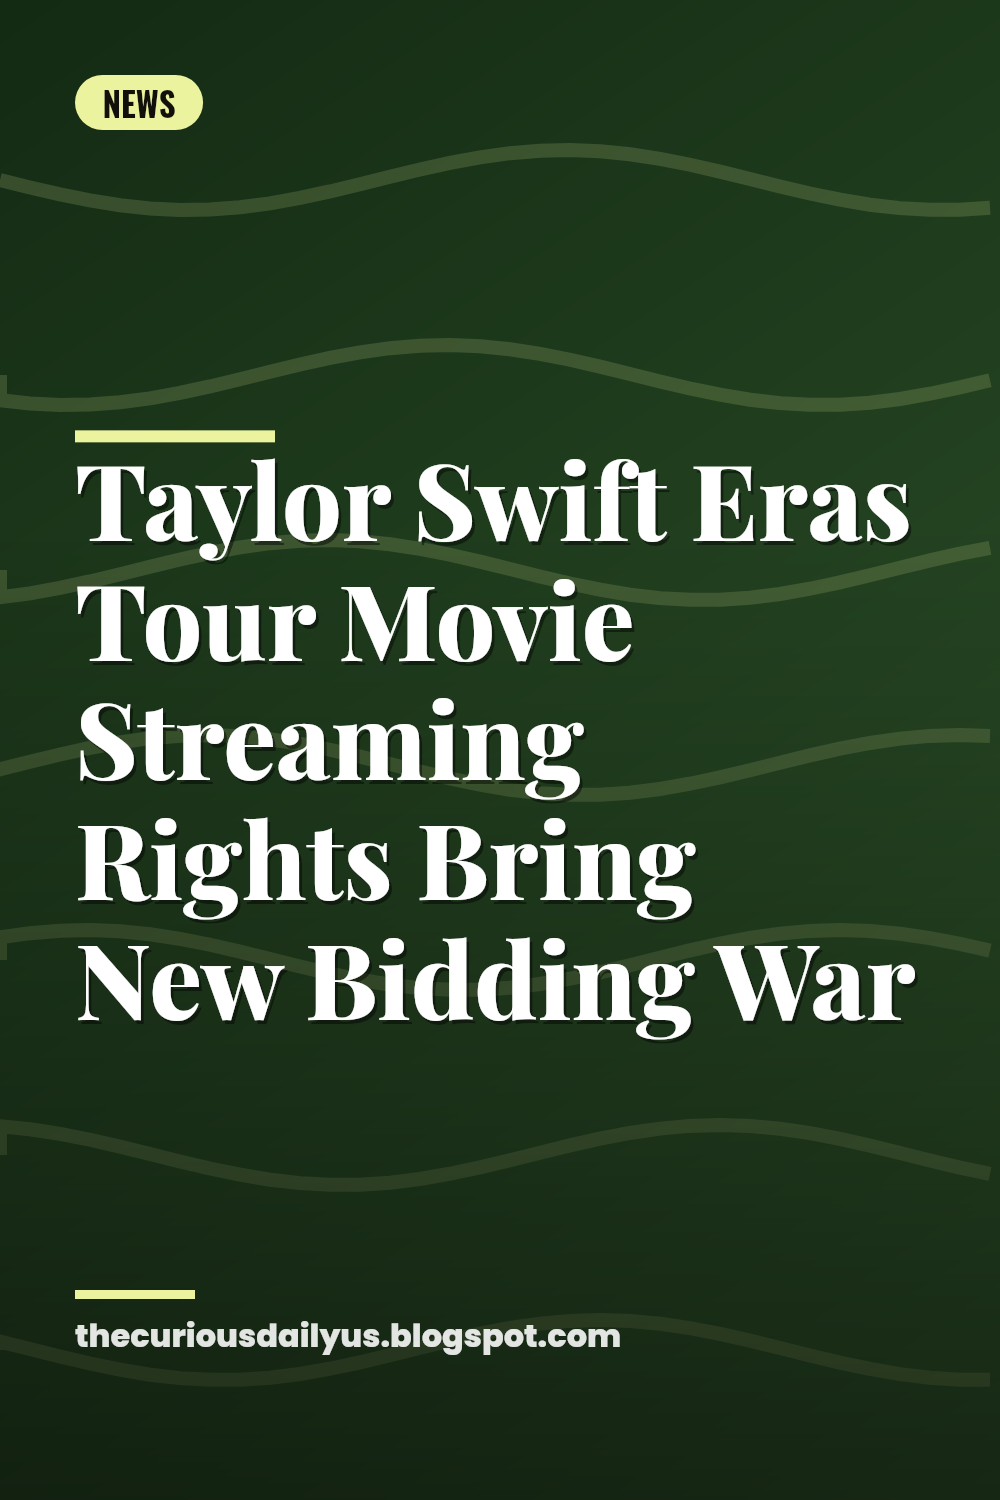 NEWS
Taylor Swift Eras
Tour Movie
Streaming
Rights Bring
New Bidding War
thecuriousdailyus.blogspot.com